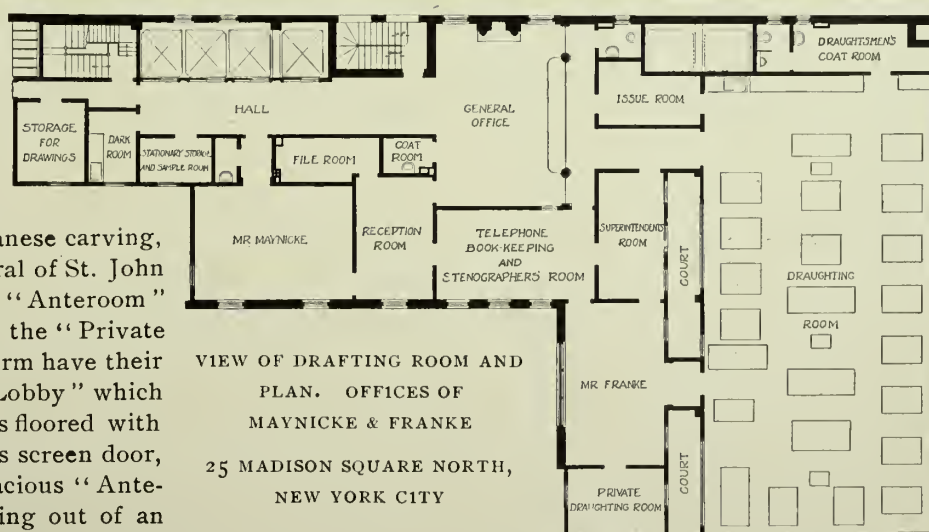 DRAUGHTSMEN'S
COAT ROOM
HALL
GENERAL
OFFICE
ISSUE ROOM
STORAGE
FOR
DRAWINGS
DARK
ROOM
STATIONARY STORAGE
AND SAMPLE ROOM
FILE ROOM
COAT
ROOM
MR MAYNICKE
RECEPTION
ROOM
TELEPHONE
BOOK-KEEPING
AND
STENOGRAPHERS' ROOM
SUPERINTENDENTS
ROOM
COURT
DRAUGHTING
ROOM
MR FRANKE
COURT
PRIVATE
DRAUGHTING ROOM
anese carving,
ral of St. John
“Anteroom”
the “Private
rm have their
Lobby” which
s floored with
s screen door,
acious “Ante-
ing out of an
VIEW OF DRAFTING ROOM AND
PLAN. OFFICES OF
MAYNICKE & FRANKE
25 MADISON SQUARE NORTH,
NEW YORK CITY